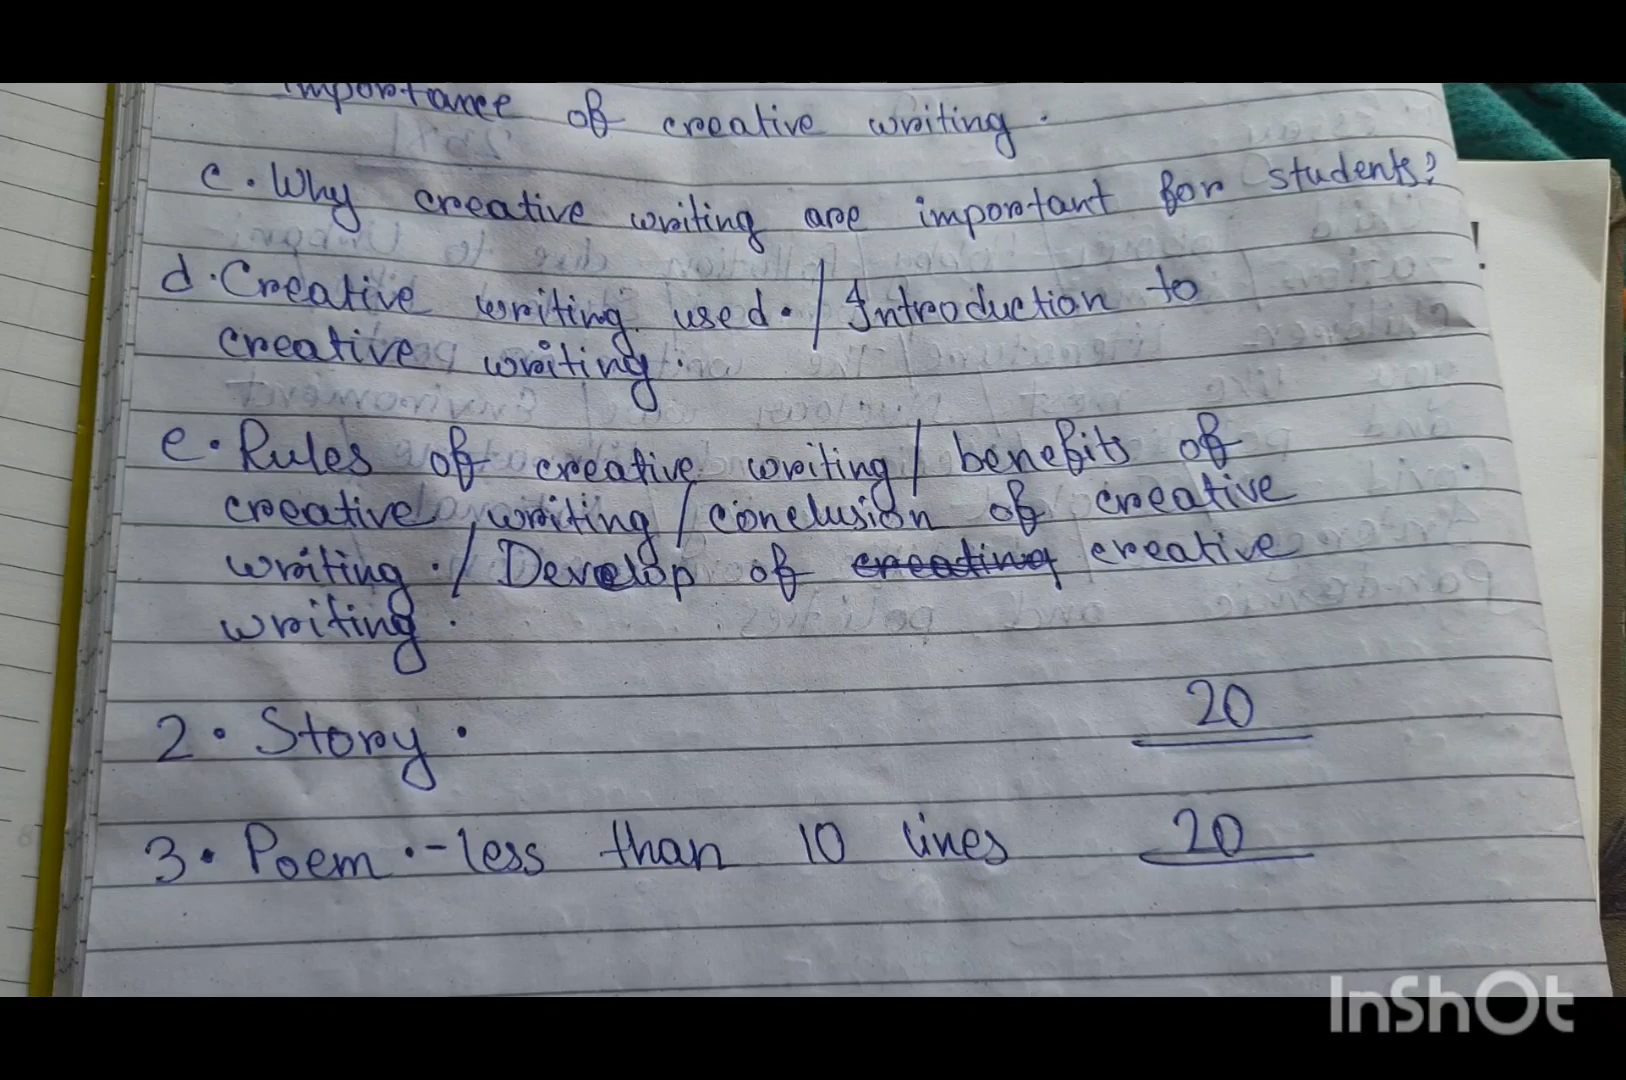 importance of creative writing.
c. Why creative writing are important for students?
d. Creative writing used. / Introduction to
creative writing.
e. Rules of creative writing / benefits of
creative writing / conclusion of creative
writing. / Develop of creating creative
writing.
2. Story. 20
3. Poem. - less than 10 lines 20
InShOt